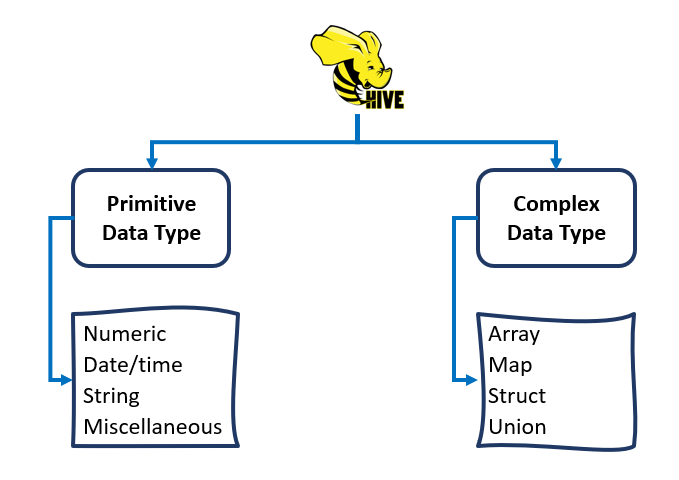 HIVE
Primitive
Data Type
Complex
Data Type
Numeric
Date/time
String
Miscellaneous
Array
Map
Struct
Union